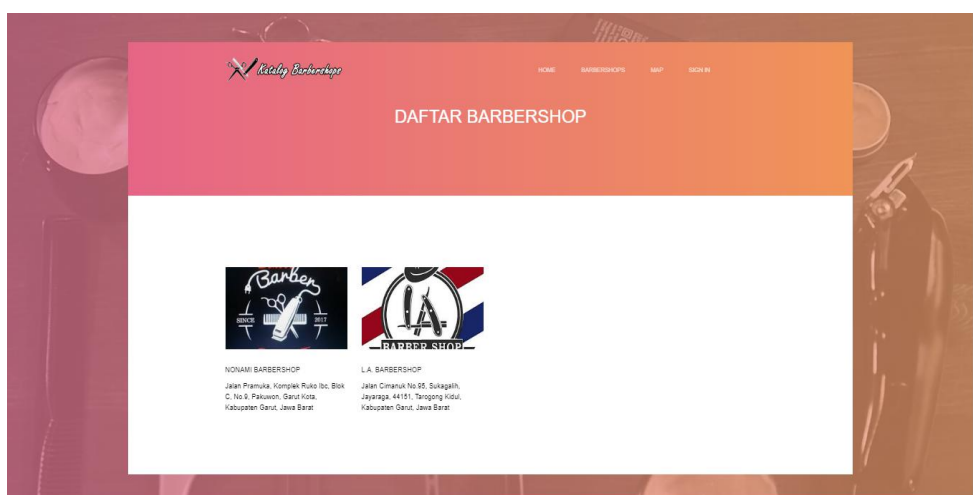 Katalog Barbershops
HOME BARBERSHOPS MAP SIGN IN
DAFTAR BARBERSHOP
Barber
SINCE 2017
LA
BARBER SHOP
NONAMI BARBERSHOP
Jalan Pramuka, Komplek Ruko Ibc, Blok
C, No.9, Pakuwon, Garut Kota,
Kabupaten Garut, Jawa Barat
L.A. BARBERSHOP
Jalan Cimanuk No.95, Sukagalih,
Jayaraga, 44151, Tarogong Kidul,
Kabupaten Garut, Jawa Barat